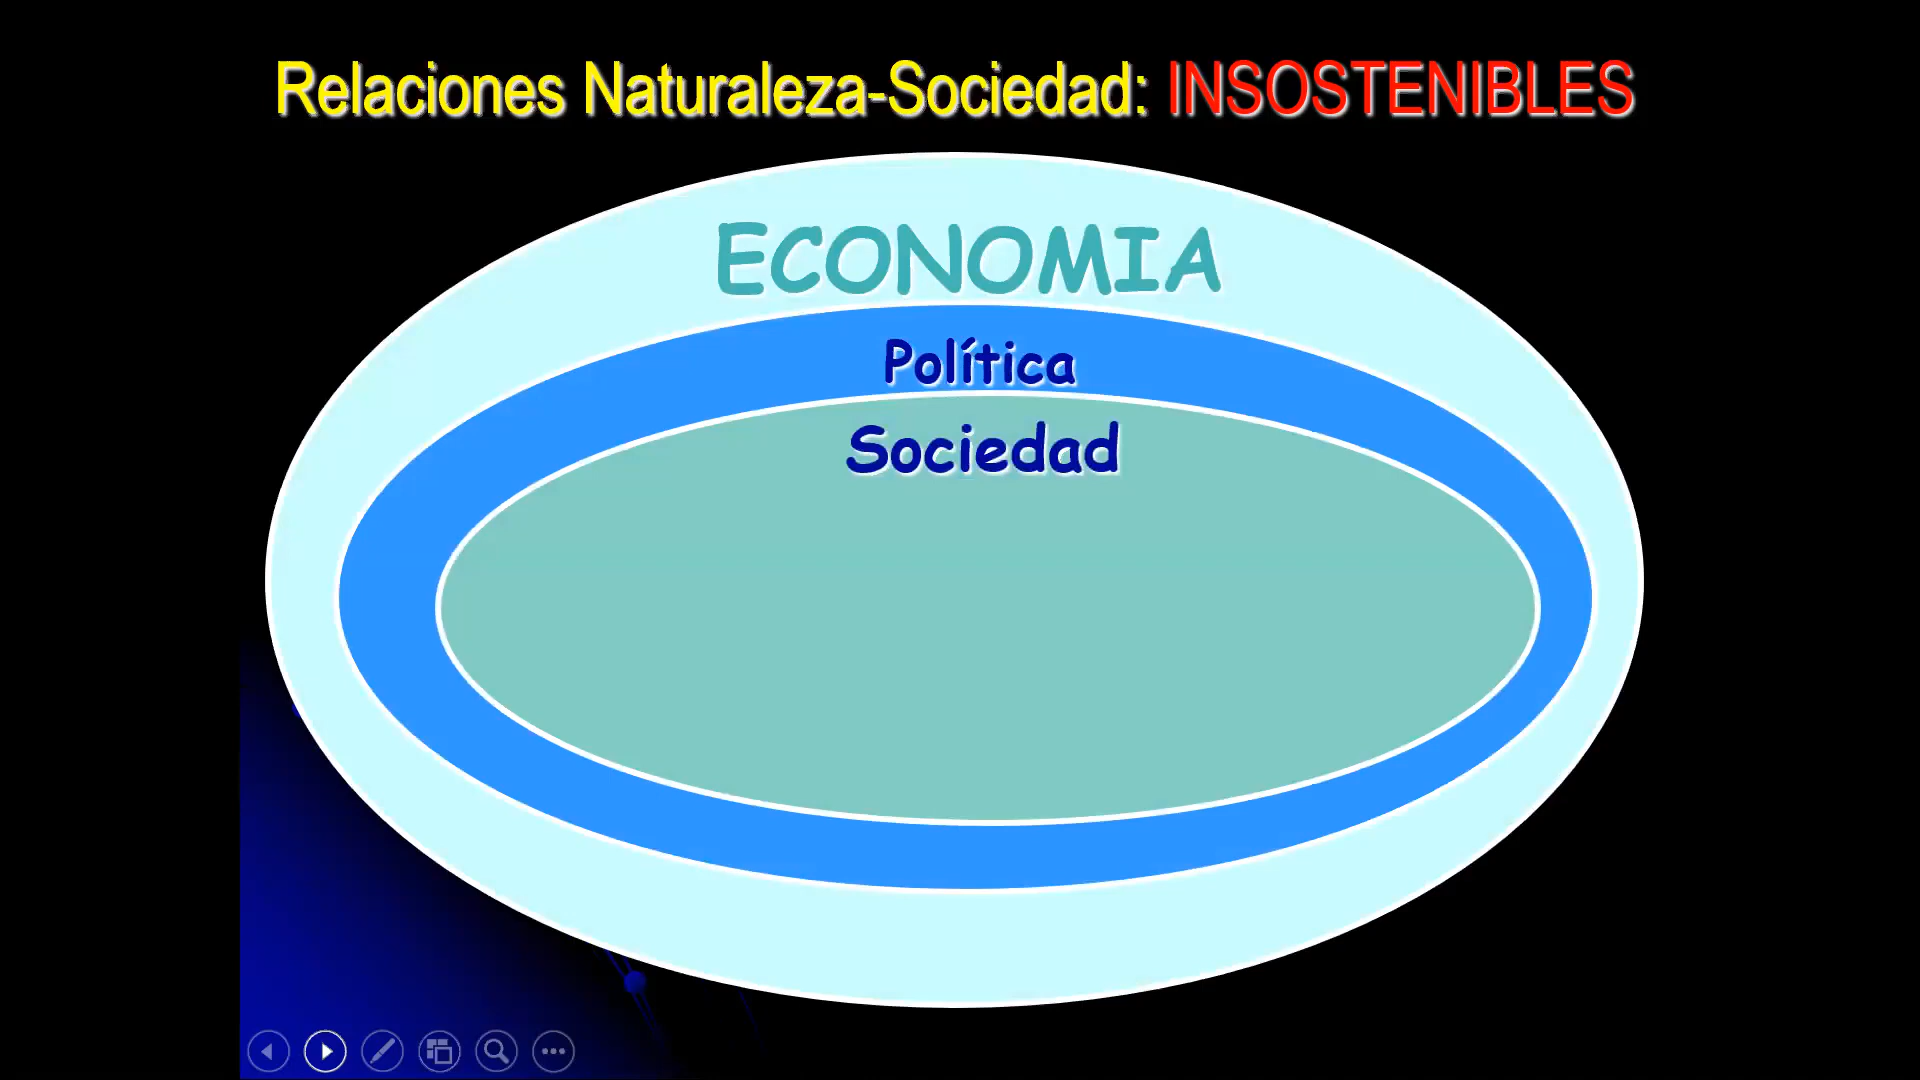 Relaciones Naturaleza-Sociedad: INSOSTENIBLES
ECONOMIA
Política
Sociedad